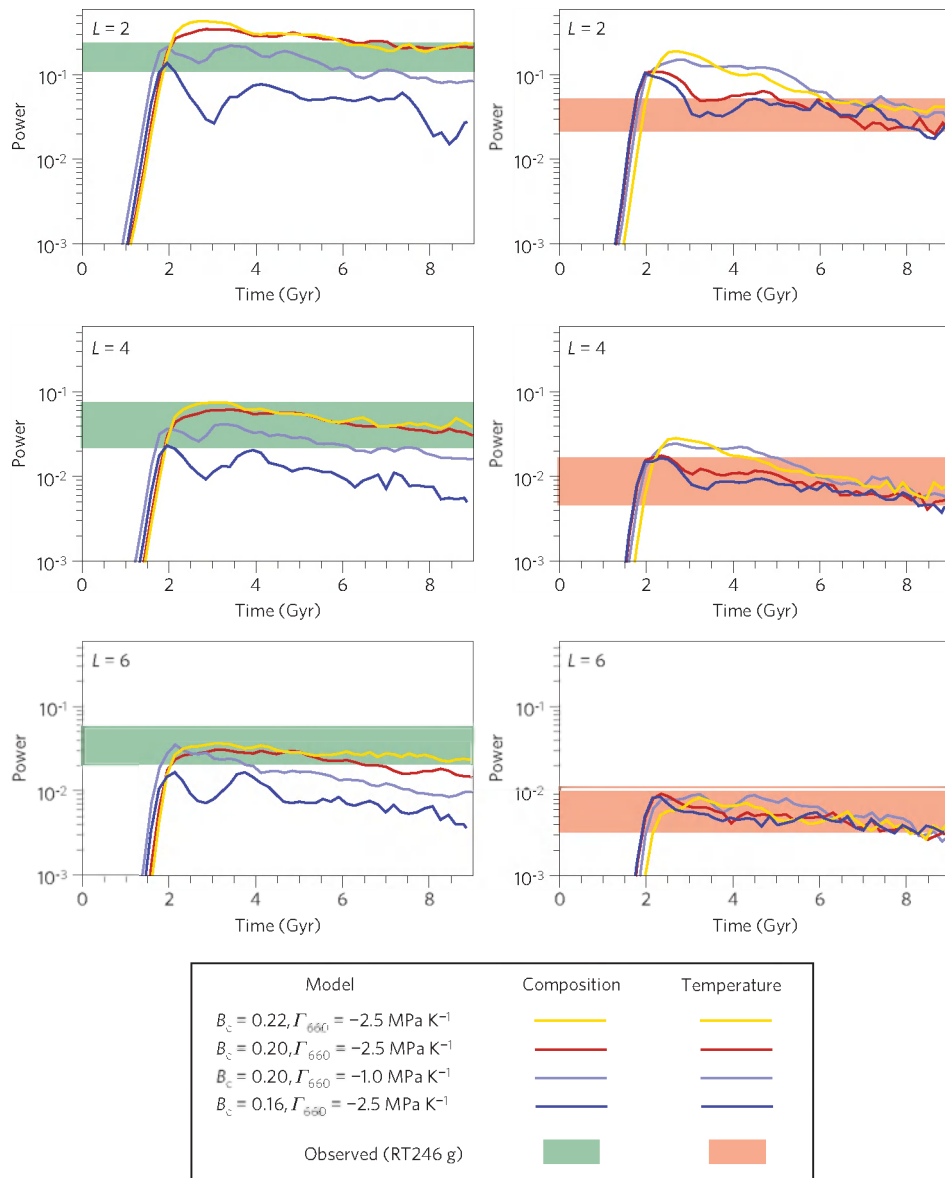 L = 2
10⁻¹
10⁻²
10⁻³
Power
0 2 4 6 8
Time (Gyr)
L = 2
10⁻¹
10⁻²
10⁻³
Power
0 2 4 6 8
Time (Gyr)
L = 4
10⁻¹
10⁻²
10⁻³
Power
0 2 4 6 8
Time (Gyr)
L = 4
10⁻¹
10⁻²
10⁻³
Power
0 2 4 6 8
Time (Gyr)
L = 6
10⁻¹
10⁻²
10⁻³
Power
0 2 4 6 8
Time (Gyr)
L = 6
10⁻¹
10⁻²
10⁻³
Power
0 2 4 6 8
Time (Gyr)
Model Composition Temperature
B_c = 0.22, Γ₆₆₀ = −2.5 MPa K⁻¹
B_c = 0.20, Γ₆₆₀ = −2.5 MPa K⁻¹
B_c = 0.20, Γ₆₆₀ = −1.0 MPa K⁻¹
B_c = 0.16, Γ₆₆₀ = −2.5 MPa K⁻¹
Observed (RT246 g)